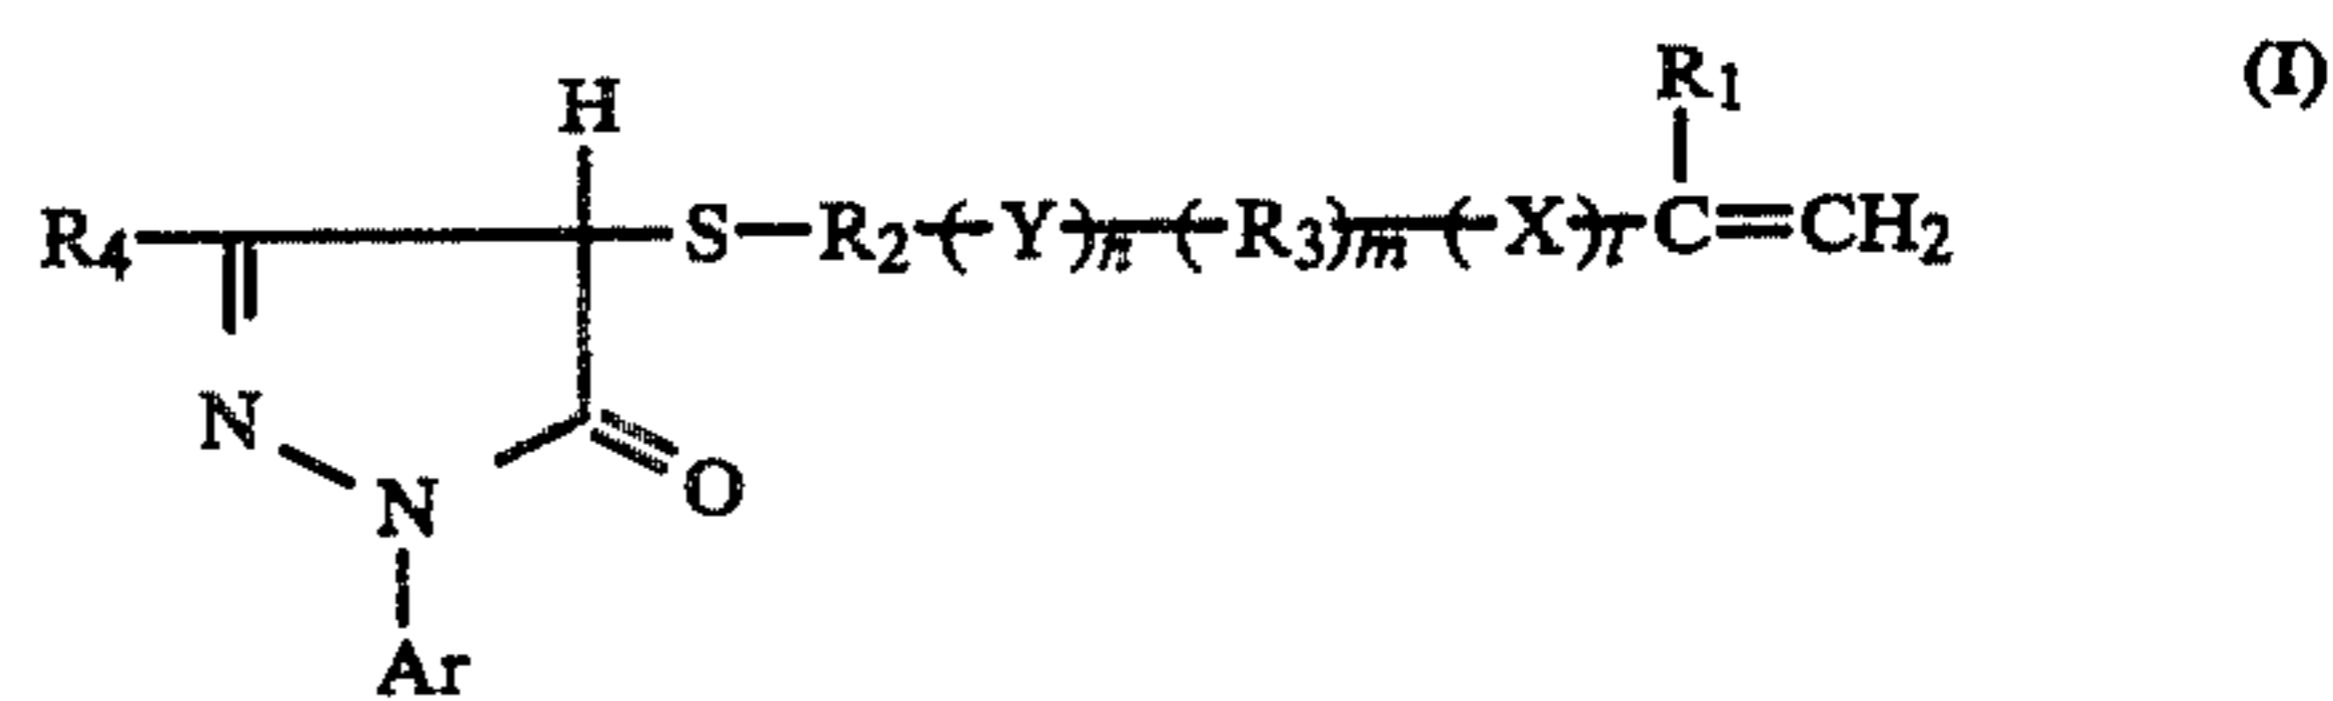 R₁ (I)
H
R₄ S—R₂—(Y)ₙ—(R₃)ₘ—(X)ₗ—C=CH₂
N
N O
Ar